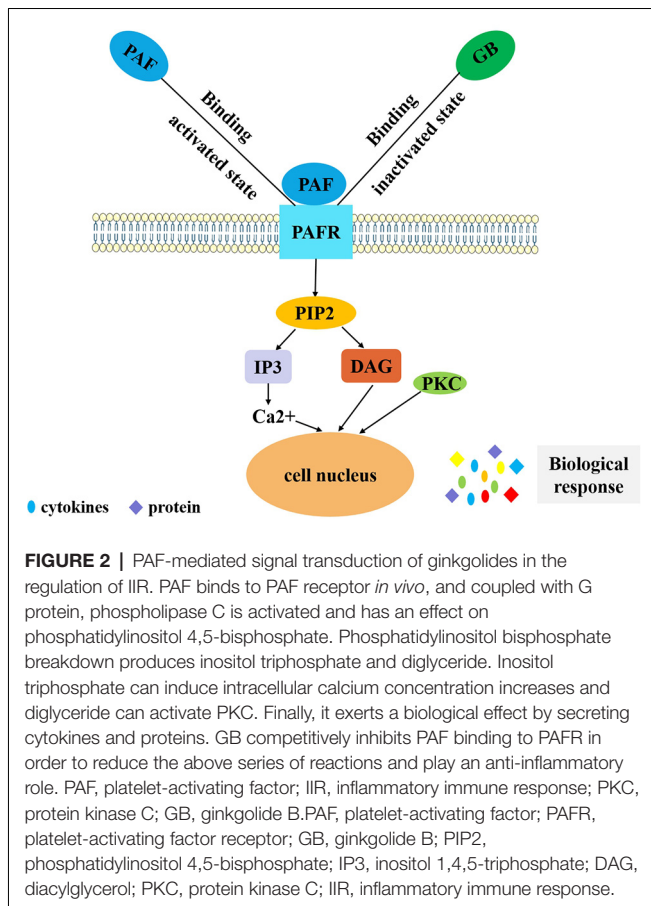 PAF
GB
Binding
activated state
Binding
inactivated state
PAF
PAFR
PIP2
IP3
DAG
PKC
Ca2+
cell nucleus
Biological
response
cytokines
protein
FIGURE 2 | PAF-mediated signal transduction of ginkgolides in the
regulation of IIR. PAF binds to PAF receptor in vivo, and coupled with G
protein, phospholipase C is activated and has an effect on
phosphatidylinositol 4,5-bisphosphate. Phosphatidylinositol bisphosphate
breakdown produces inositol triphosphate and diglyceride. Inositol
triphosphate can induce intracellular calcium concentration increases and
diglyceride can activate PKC. Finally, it exerts a biological effect by secreting
cytokines and proteins. GB competitively inhibits PAF binding to PAFR in
order to reduce the above series of reactions and play an anti-inflammatory
role. PAF, platelet-activating factor; IIR, inflammatory immune response; PKC,
protein kinase C; GB, ginkgolide B.PAF, platelet-activating factor; PAFR,
platelet-activating factor receptor; GB, ginkgolide B; PIP2,
phosphatidylinositol 4,5-bisphosphate; IP3, inositol 1,4,5-triphosphate; DAG,
diacylglycerol; PKC, protein kinase C; IIR, inflammatory immune response.